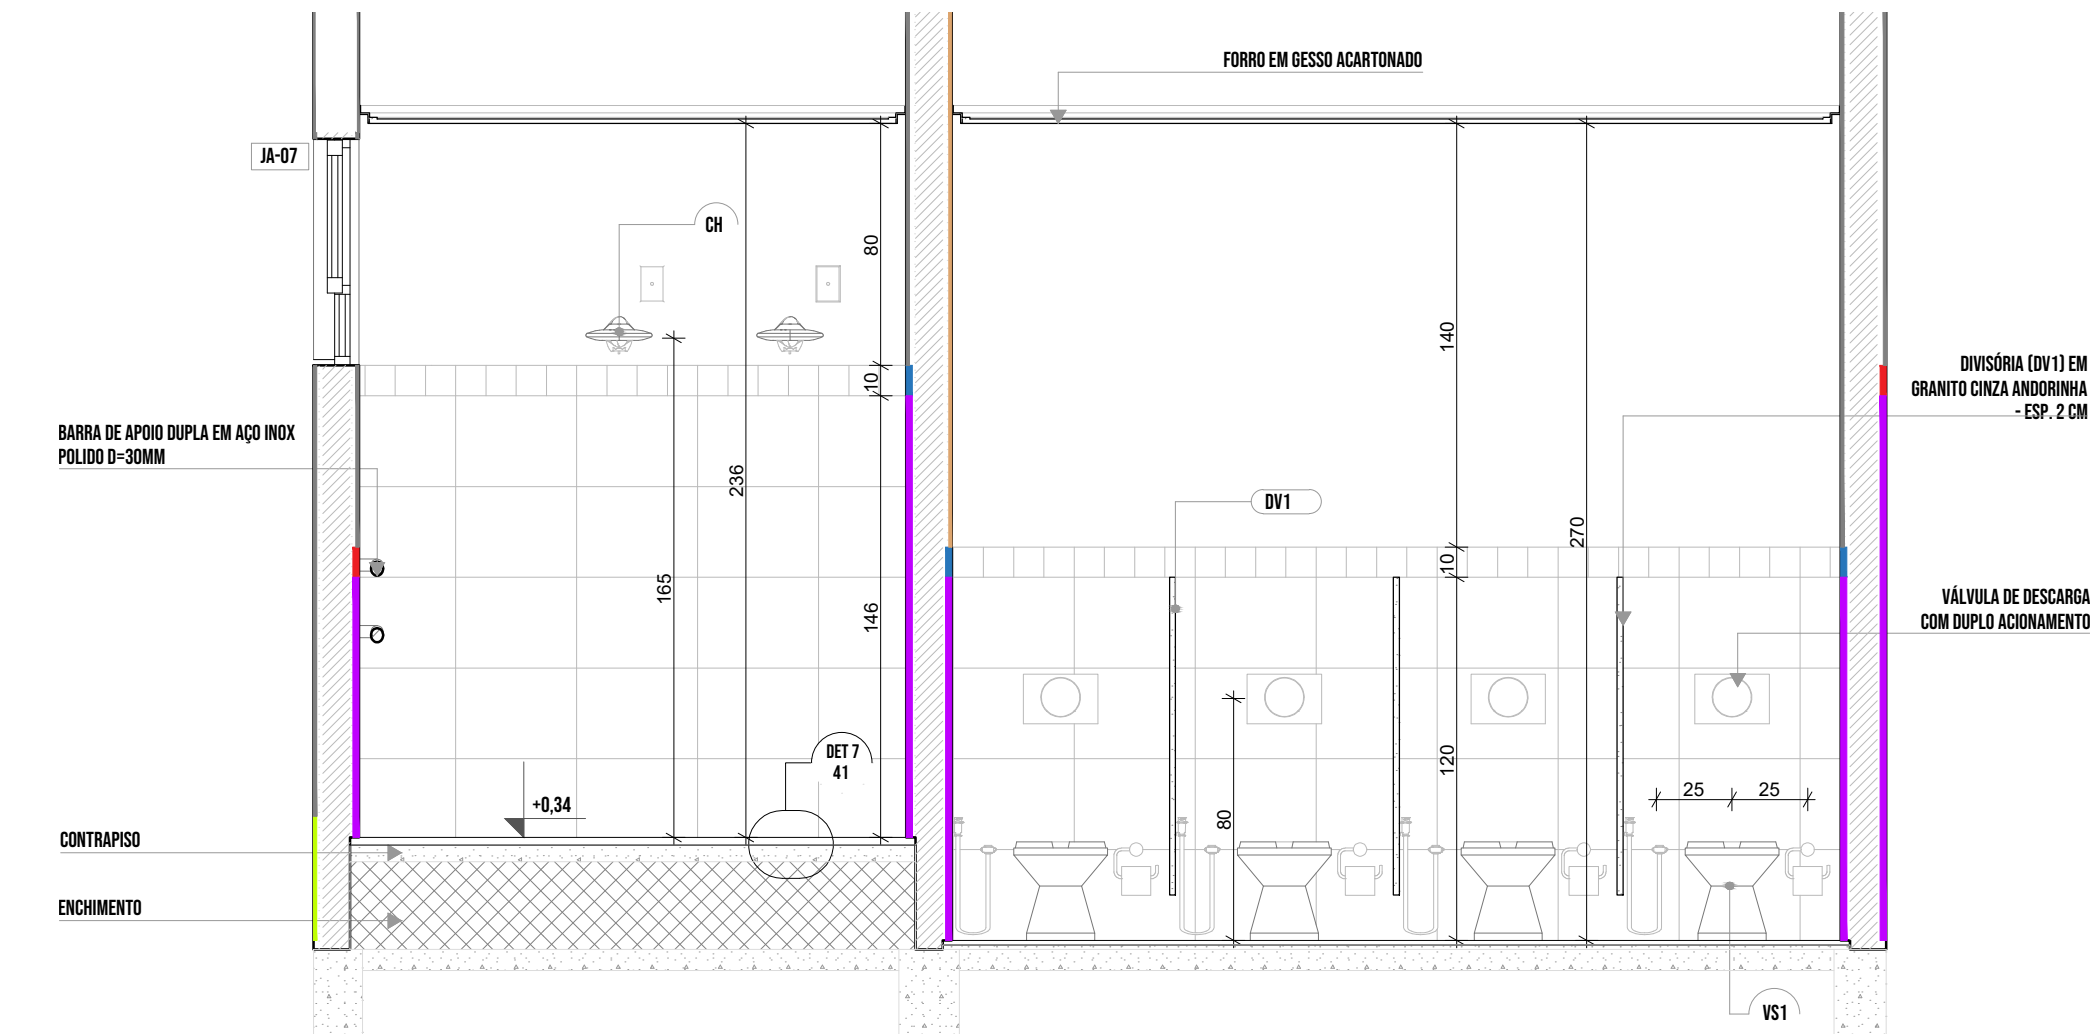 FORRO EM GESSO ACARTONADO
JA-07
CH
80
10
140
DIVISÓRIA (DV1) EM
GRANITO CINZA ANDORINHA
- ESP. 2 CM
BARRA DE APOIO DUPLA EM AÇO INOX
POLIDO D=30MM
236
DV1
270
10
165
146
VÁLVULA DE DESCARGA
COM DUPLO ACIONAMENTO
DET 7
41
120
25
25
80
+0,34
CONTRAPISO
ENCHIMENTO
VS1